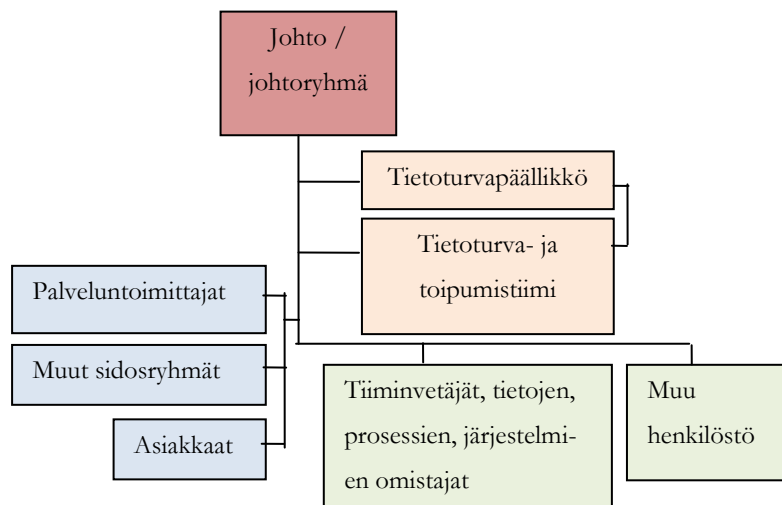 Johto /
johtoryhmä
Tietoturvapäällikkö
Tietoturva- ja
toipumistiimi
Palveluntoimittajat
Muut sidosryhmät
Asiakkaat
Tiiminvetäjät, tietojen,
prosessien, järjestelmi-
en omistajat
Muu
henkilöstö